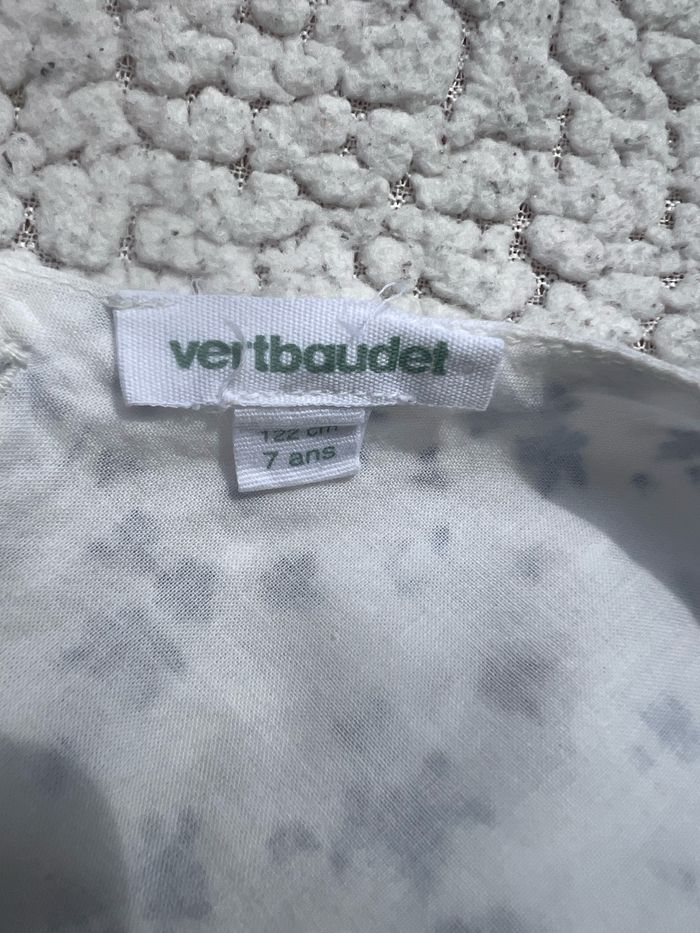 vertbaudet
122 cm
7 ans